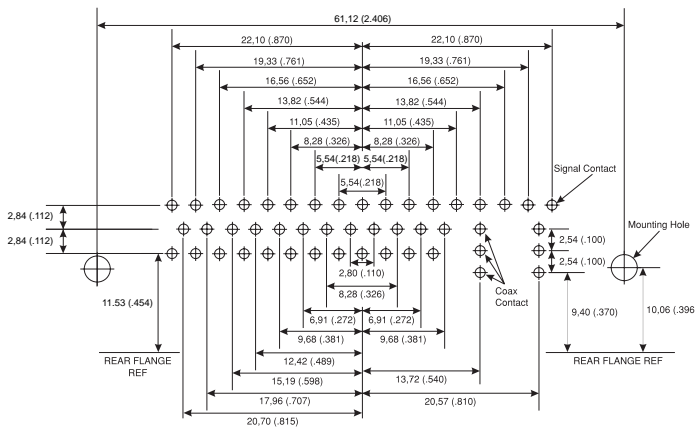 61,12 (2.406)
22,10 (.870) 22,10 (.870)
19,33 (.761) 19,33 (.761)
16,56 (.652) 16,56 (.652)
13,82 (.544) 13,82 (.544)
11,05 (.435) 11,05 (.435)
8,28 (.326) 8,28 (.326)
5,54(.218) 5,54(.218)
5,54(.218)
Signal Contact
2,84 (.112)
2,84 (.112)
Mounting Hole
2,54 (.100)
2,54 (.100)
2,80 (.110)
Coax
Contact
8,28 (.326)
11.53 (.454)
6,91 (.272) 6,91 (.272)
9,40 (.370)
10,06 (.396
9,68 (.381) 9,68 (.381)
12,42 (.489)
REAR FLANGE
REF
REAR FLANGE REF
15,19 (.598)
13,72 (.540)
17,96 (.707)
20,57 (.810)
20,70 (.815)